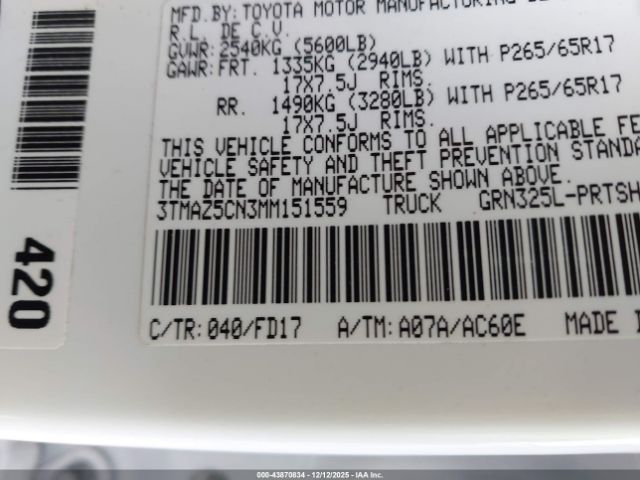 MFD.BY:TOYOTA MOTOR MANUFACTURING
R.L. DE C.V.
GVWR: 2540KG (5600LB)
GAWR: FRT. 1335KG (2940LB) WITH P265/65R17
17X7.5J RIMS.
RR. 1490KG (3280LB) WITH P265/65R17
17X7.5J RIMS.
THIS VEHICLE CONFORMS TO ALL APPLICABLE FE
VEHICLE SAFETY AND THEFT PREVENTION STANDA
THE DATE OF MANUFACTURE SHOWN ABOVE.
3TMAZ5CN3MM151559 TRUCK GRN325L-PRTSH
C/TR:040/FD17 A/TM:A07A/AC60E MADE
420
000-43870834 - 12/12/2025 - IAAI.com